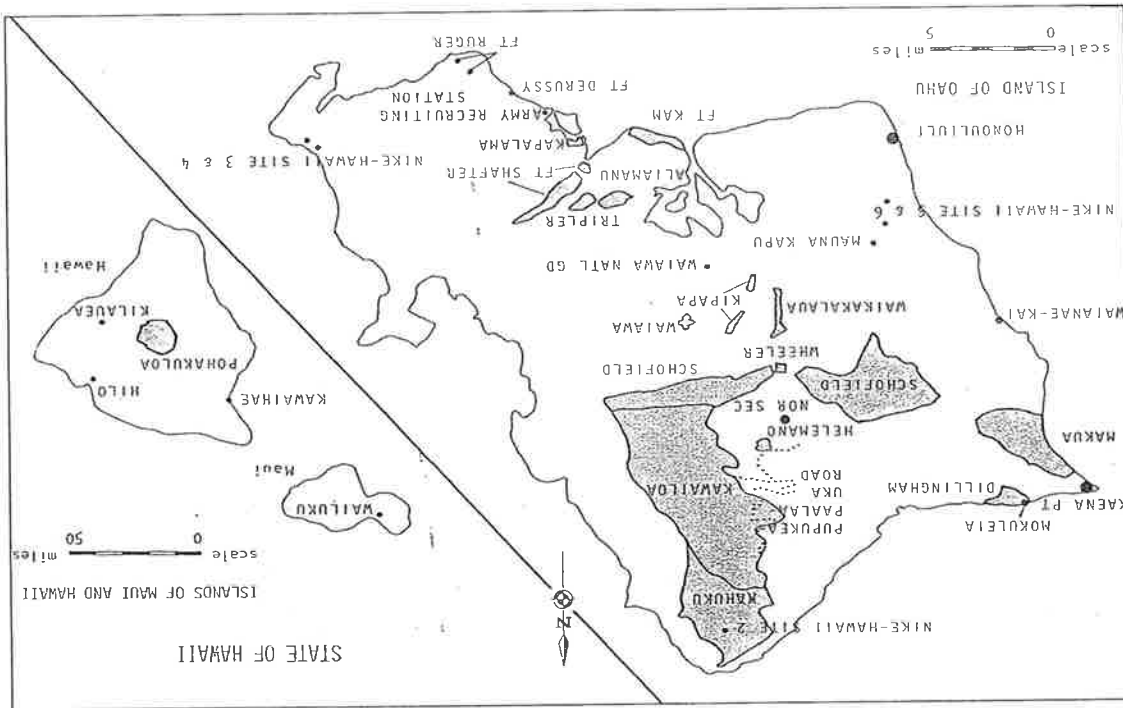 STATE OF HAWAII
ISLANDS OF MAUI AND HAWAII
0 50
scale miles
N
NIKE-HAWAII SITE 2
KAHUKU
PUPUKEA
PAALAN
UKA
ROAD
KAWAILOA
MOKULEIA
KAENA PT
DILLINGHAM
MAKUA
HELEMANO
NOR SEC
SCHOFIELD
SCHOFIELD
WHEELER
WAIANAE-KAI
WAIKAKALAUA
WAIAWA
KIPAPA
WAIAWA NATL GD
MAUNA KAPU
NIKE-HAWAII SITE 5 & 6
TRIPLER
ALIAMANU
FT SHAFTER
NIKE-HAWAII SITE 3 & 4
HONOULIULI
KAPALAMA
FT KAM
ARMY RECRUITING
STATION
FT DERUSSY
FT RUGER
ISLAND OF OAHU
scale miles
0 5
Maui
WAILUKU
KAWAIHAE
HILO
POHAKULOA
KILAUEA
Hawaii